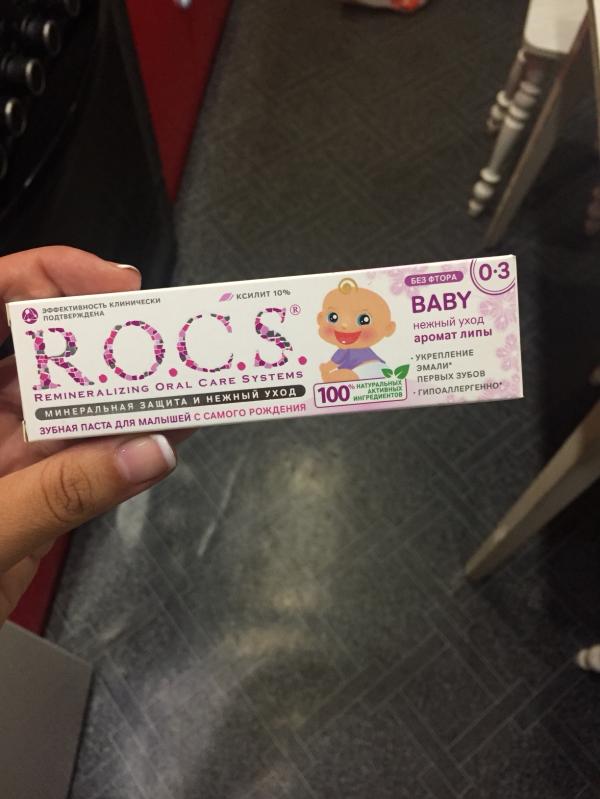 ЭФФЕКТИВНОСТЬ КЛИНИЧЕСКИ
ПОДТВЕРЖДЕНА
КСИЛИТ 10%
R.O.C.S.®
REMINERALIZING ORAL CARE SYSTEMS
МИНЕРАЛЬНАЯ ЗАЩИТА И НЕЖНЫЙ УХОД
ЗУБНАЯ ПАСТА ДЛЯ МАЛЫШЕЙ С САМОГО РОЖДЕНИЯ
100% НАТУРАЛЬНЫХ
АКТИВНЫХ
ИНГРЕДИЕНТОВ
БЕЗ ФТОРА
0-3
BABY
нежный уход
аромат липы
· УКРЕПЛЕНИЕ
ЭМАЛИ*
ПЕРВЫХ ЗУБОВ
· ГИПОАЛЛЕРГЕННО*